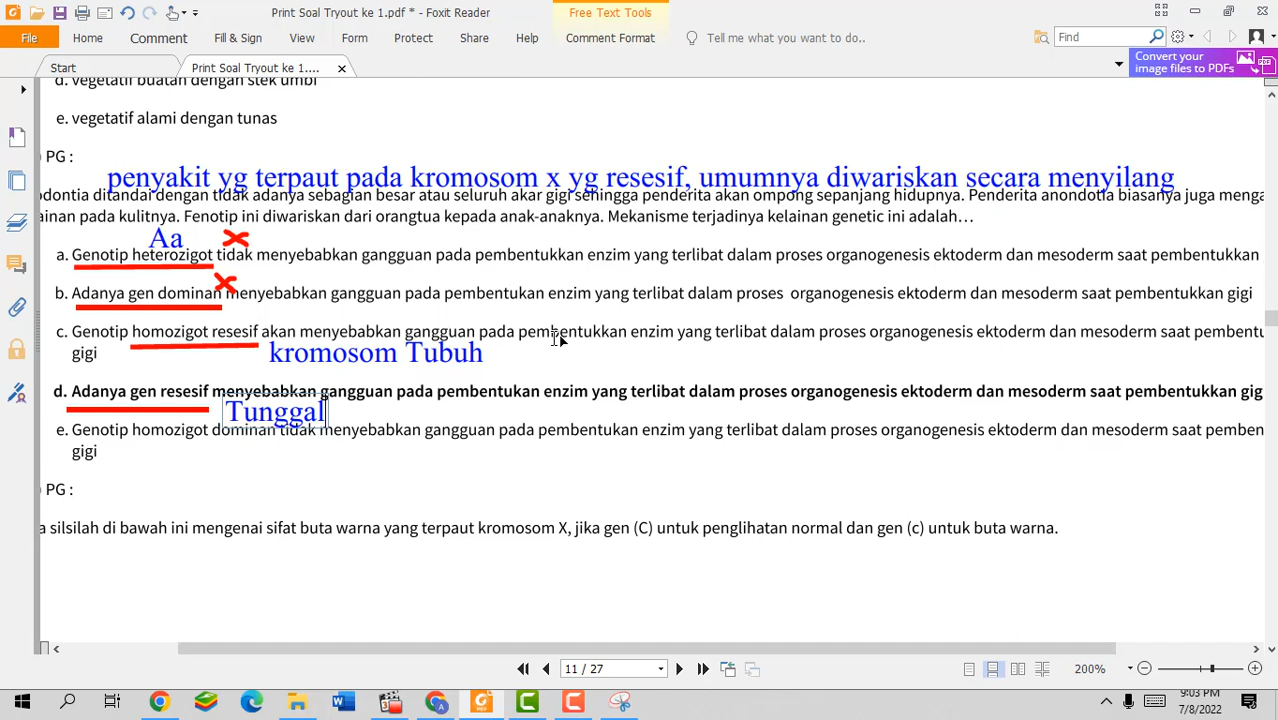 Print Soal Tryout ke 1.pdf * - Foxit Reader
Free Text Tools
File
Home
Comment
Fill & Sign
View
Form
Protect
Share
Help
Comment Format
Tell me what you want to do..
Find
Start
Print Soal Tryout ke 1....
Convert your
image files to PDFs
d. vegetatif buatan dengan stek umbi
e. vegetatif alami dengan tunas
PG :
penyakit yg terpaut pada kromosom x yg resesif, umumnya diwariskan secara menyilang
odontia ditandai dengan tidak adanya sebagian besar atau seluruh akar gigi sehingga penderita akan ompong sepanjang hidupnya. Penderita anondotia biasanya juga menga
inan pada kulitnya. Fenotip ini diwariskan dari orangtua kepada anak-anaknya. Mekanisme terjadinya kelainan genetic ini adalah…
Aa
a. Genotip heterozigot tidak menyebabkan gangguan pada pembentukkan enzim yang terlibat dalam proses organogenesis ektoderm dan mesoderm saat pembentukkan
b. Adanya gen dominan menyebabkan gangguan pada pembentukan enzim yang terlibat dalam proses organogenesis ektoderm dan mesoderm saat pembentukkan gigi
c. Genotip homozigot resesif akan menyebabkan gangguan pada pembentukkan enzim yang terlibat dalam proses organogenesis ektoderm dan mesoderm saat pembentu
gigi
kromosom Tubuh
d. Adanya gen resesif menyebabkan gangguan pada pembentukan enzim yang terlibat dalam proses organogenesis ektoderm dan mesoderm saat pembentukkan gig
Tunggal
e. Genotip homozigot dominan tidak menyebabkan gangguan pada pembentukan enzim yang terlibat dalam proses organogenesis ektoderm dan mesoderm saat pemben
gigi
PG :
a silsilah di bawah ini mengenai sifat buta warna yang terpaut kromosom X, jika gen (C) untuk penglihatan normal dan gen (c) untuk buta warna.
11 / 27
200%
9:03 PM
7/8/2022